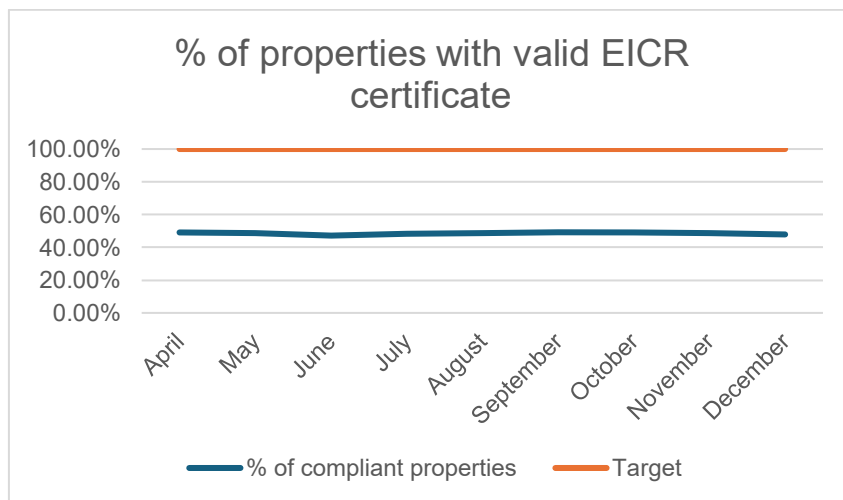 % of properties with valid EICR
certificate
100.00%
80.00%
60.00%
40.00%
20.00%
0.00%
April
May
June
July
August
September
October
November
December
% of compliant properties
Target